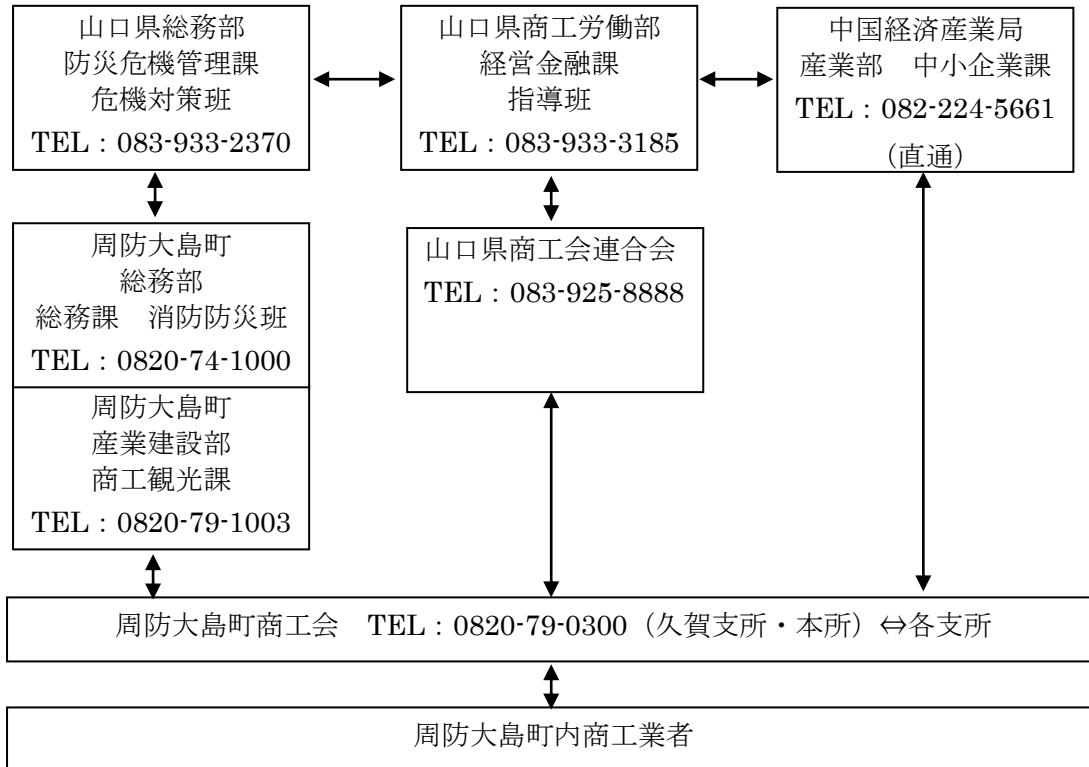 山口県総務部
防災危機管理課
危機対策班
TEL：083-933-2370
山口県商工労働部
経営金融課
指導班
TEL：083-933-3185
中国経済産業局
産業部　中小企業課
TEL：082-224-5661
（直通）
周防大島町
総務部
総務課　消防防災班
TEL：0820-74-1000
周防大島町
産業建設部
商工観光課
TEL：0820-79-1003
山口県商工会連合会
TEL：083-925-8888
周防大島町商工会　TEL：0820-79-0300（久賀支所・本所）⇔各支所
周防大島町内商工業者